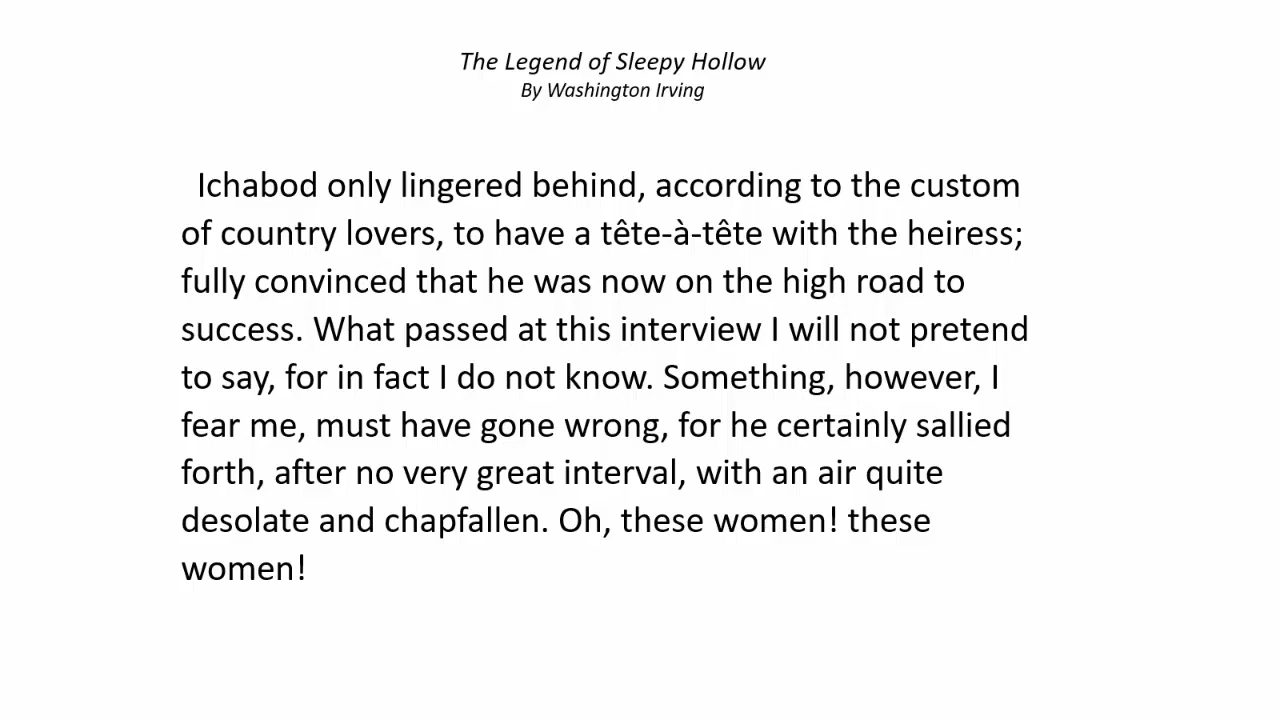 The Legend of Sleepy Hollow
By Washington Irving
Ichabod only lingered behind, according to the custom
of country lovers, to have a tête-à-tête with the heiress;
fully convinced that he was now on the high road to
success. What passed at this interview I will not pretend
to say, for in fact I do not know. Something, however, I
fear me, must have gone wrong, for he certainly sallied
forth, after no very great interval, with an air quite
desolate and chapfallen. Oh, these women! these
women!